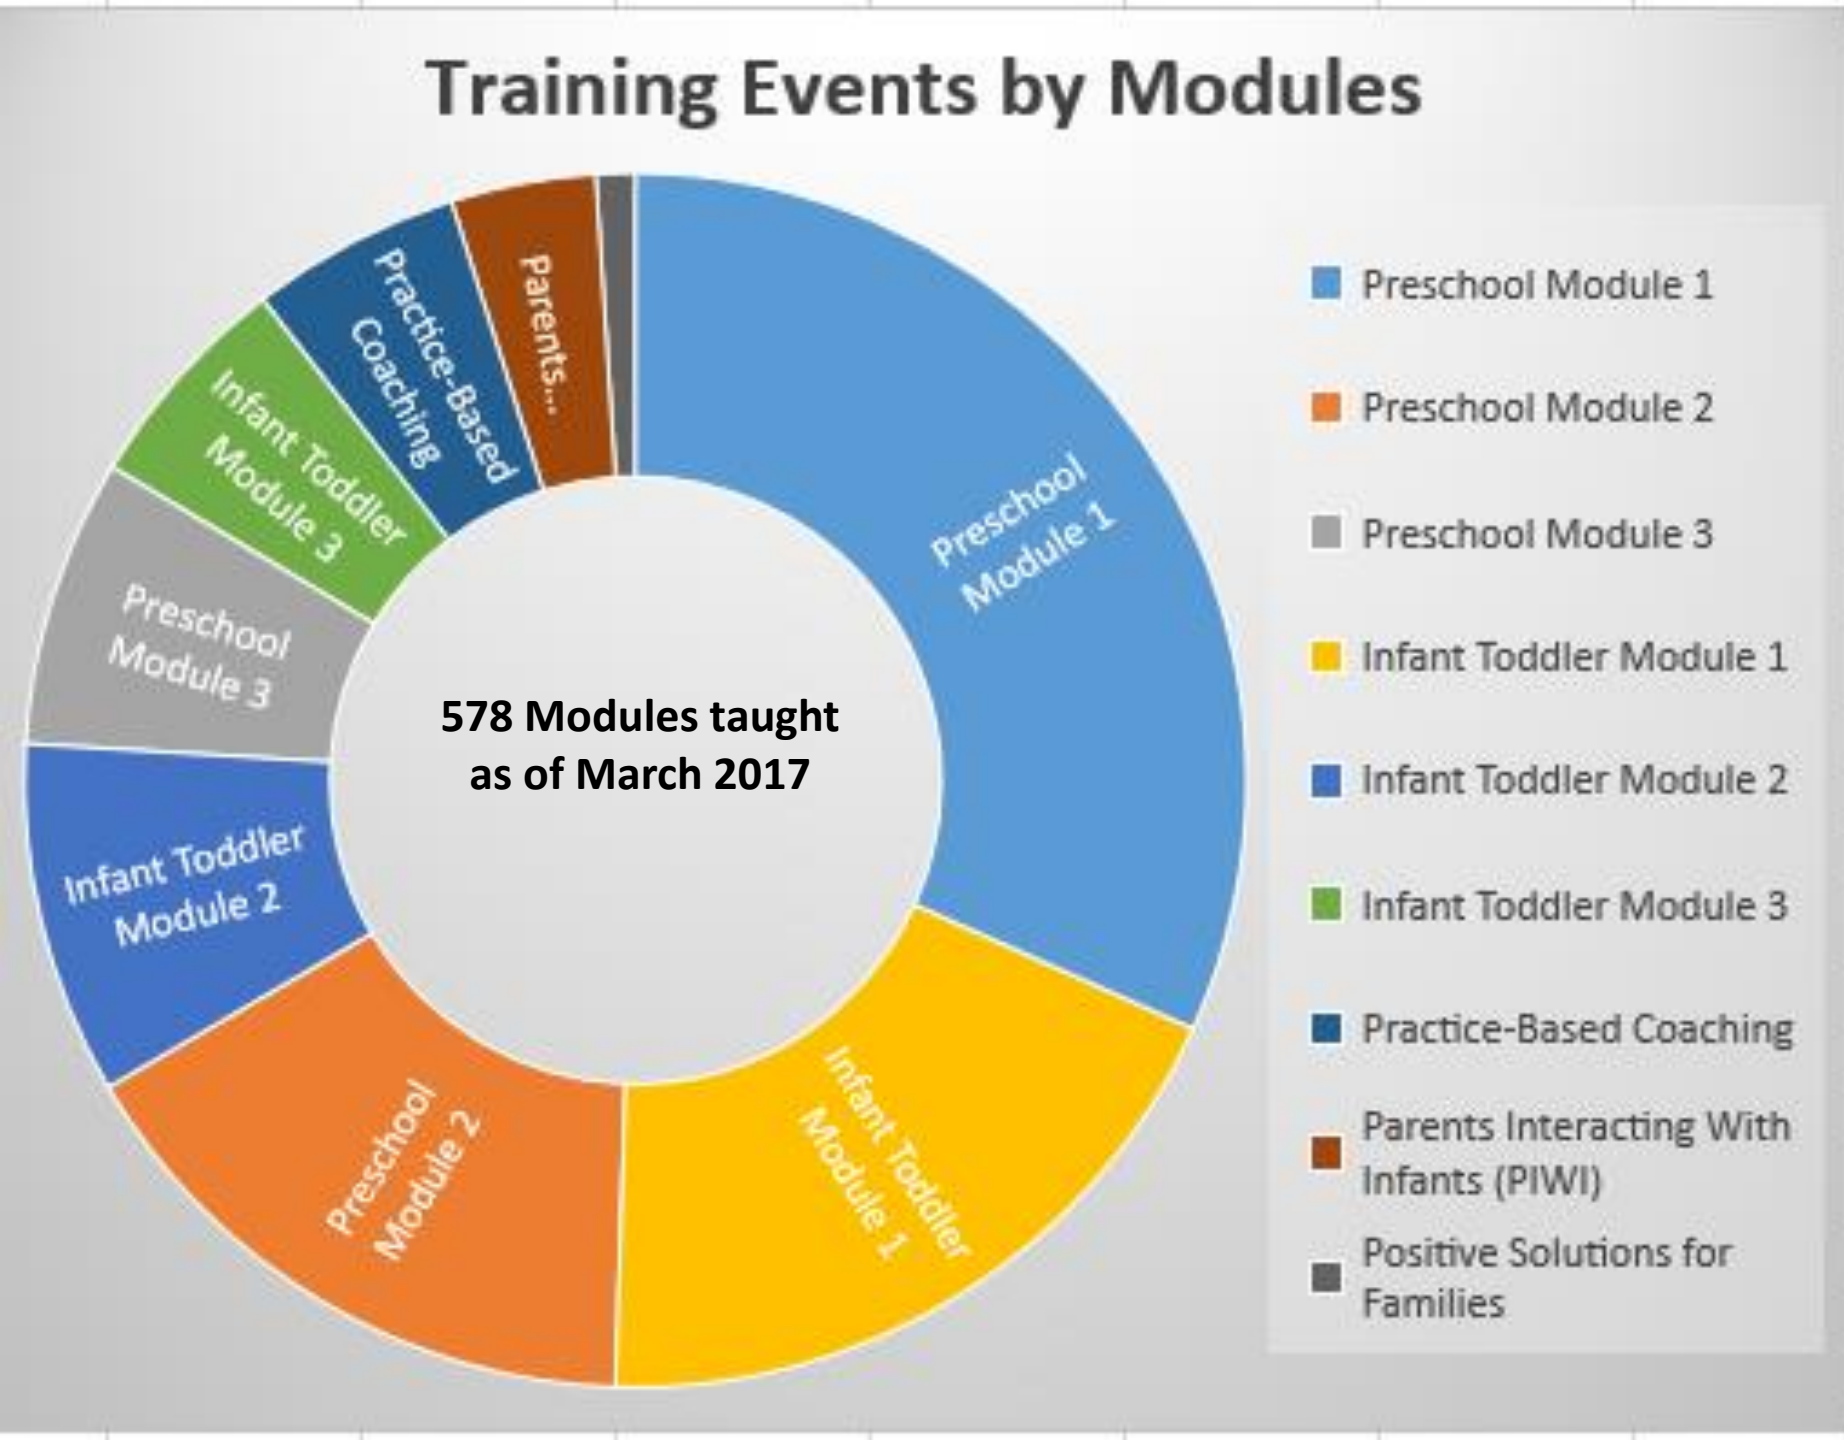 Training Events by Modules
Preschool
Module 1
Infant Toddler
Module 1
Preschool
Module 2
Infant Toddler
Module 2
Preschool
Module 3
Infant Toddler
Module 3
Practice-Based
Coaching
Parents...
578 Modules taught
as of March 2017
Preschool Module 1
Preschool Module 2
Preschool Module 3
Infant Toddler Module 1
Infant Toddler Module 2
Infant Toddler Module 3
Practice-Based Coaching
Parents Interacting With
Infants (PIWI)
Positive Solutions for
Families